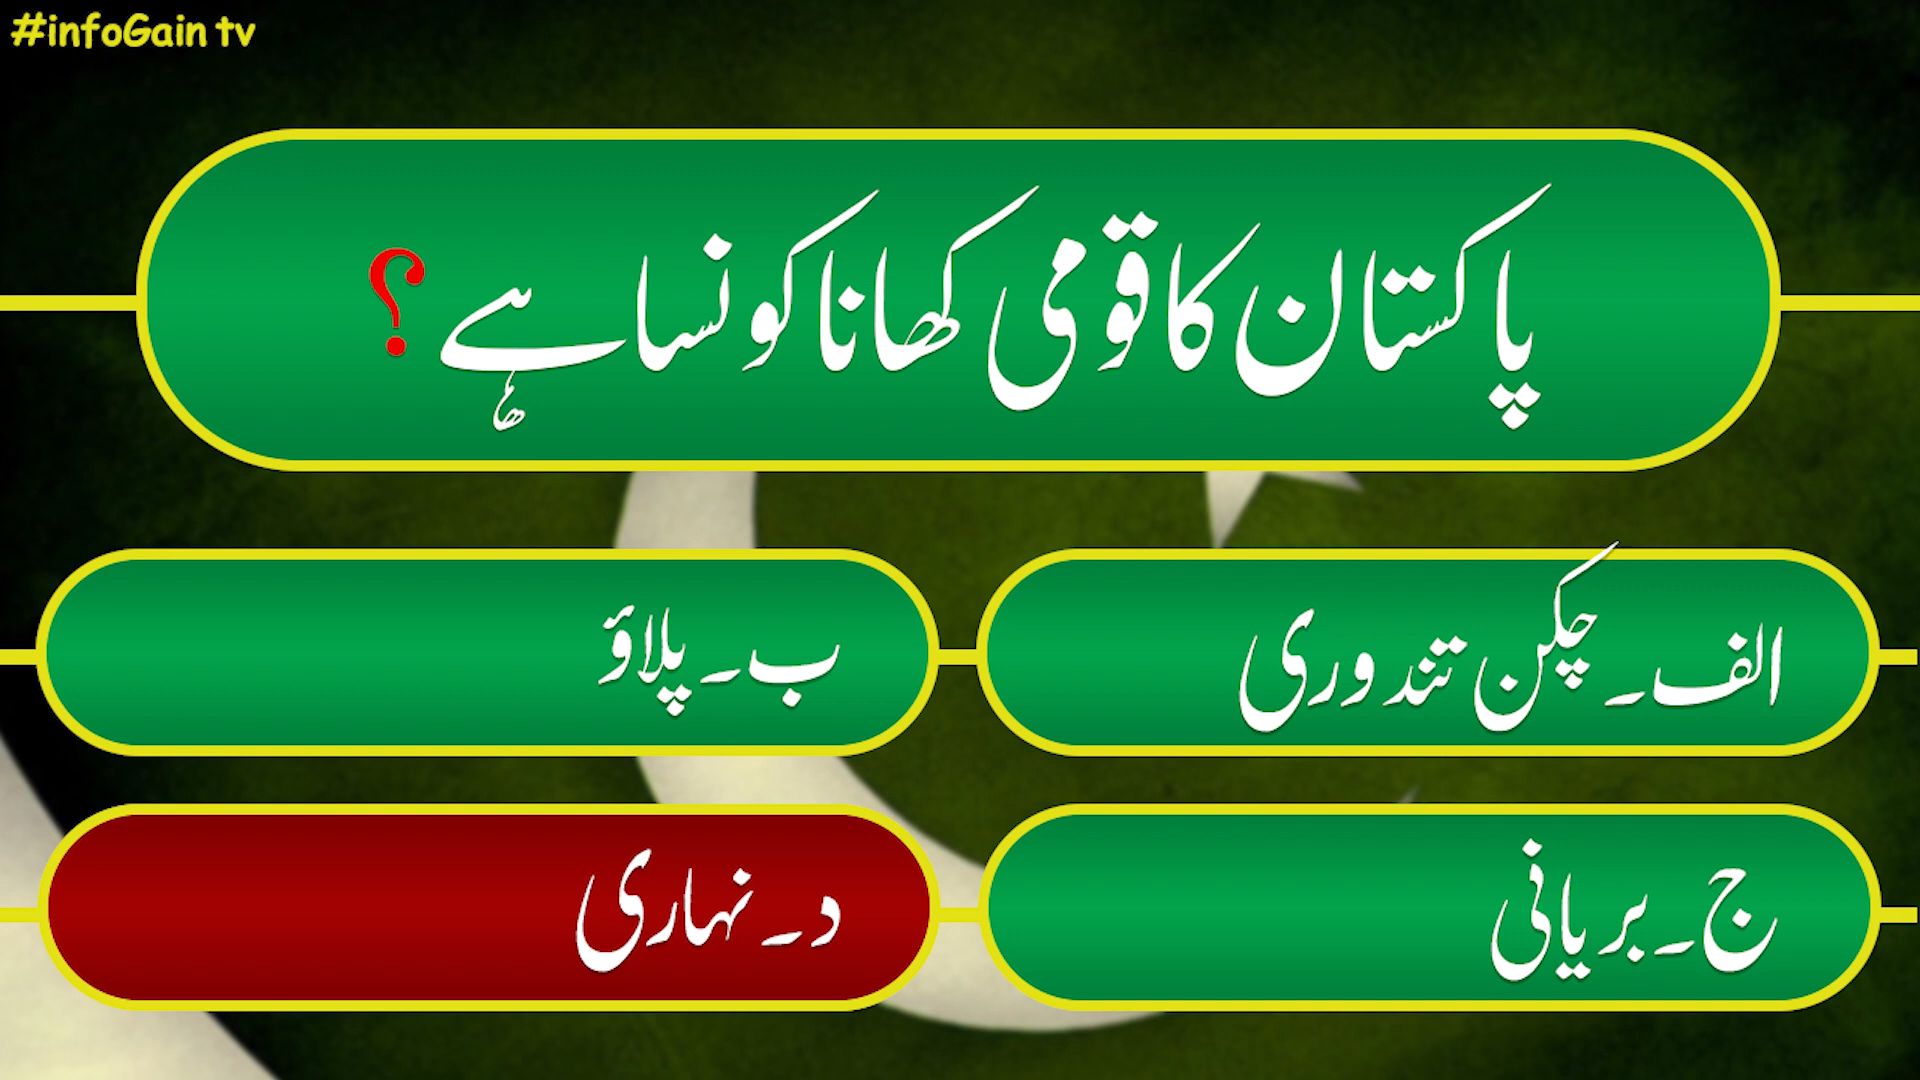 #infoGain tv
پاکستان کا قومی کھانا کونسا ہے ؟
الف۔ چکن تندوری
ب۔ پلاؤ
ج۔ بریانی
د۔ نہاری